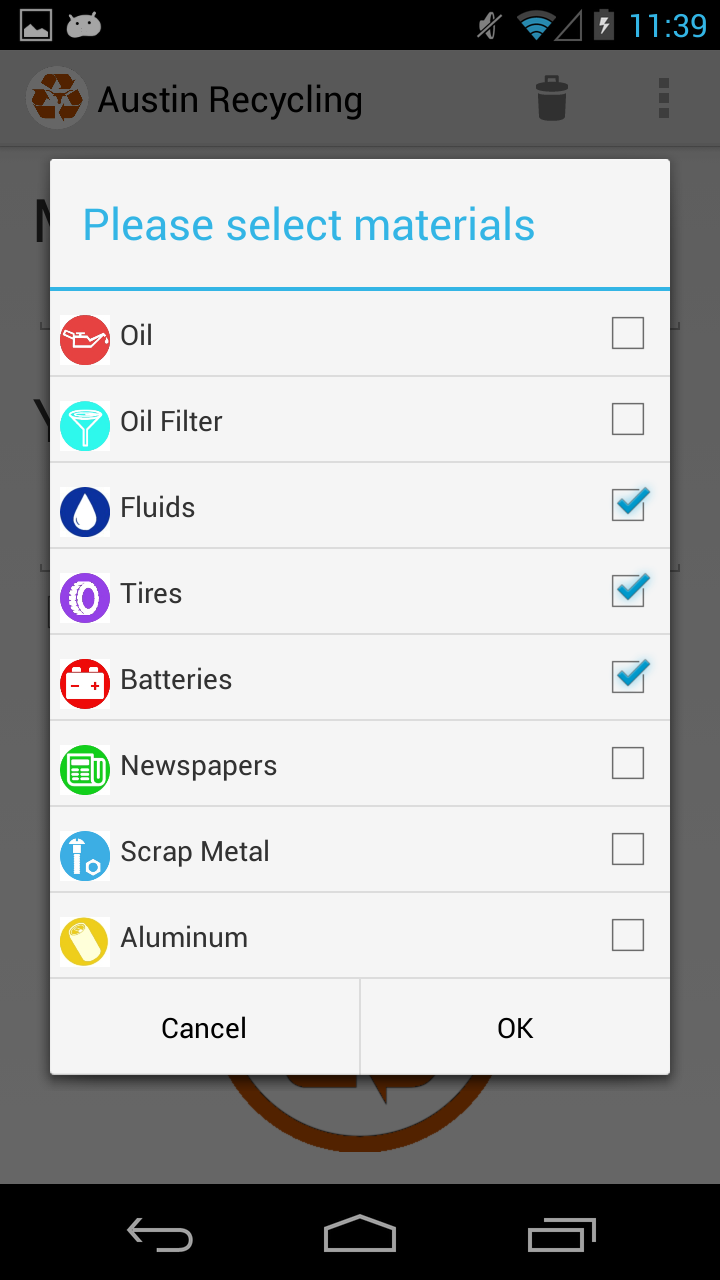 11:39
Austin Recycling
Please select materials
Oil
Oil Filter
Fluids
Tires
Batteries
Newspapers
Scrap Metal
Aluminum
Cancel OK